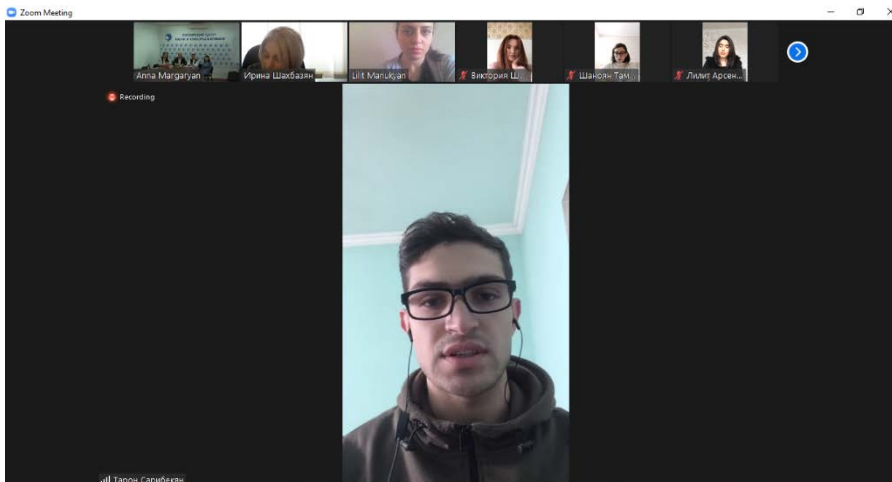 Zoom Meeting
Anna Margaryan
Ирина Шахбазян
Lilit Manukyan
Виктория Ш...
Шаноян Там...
Лилит Арсен...
Recording
Тарон Сарибекян